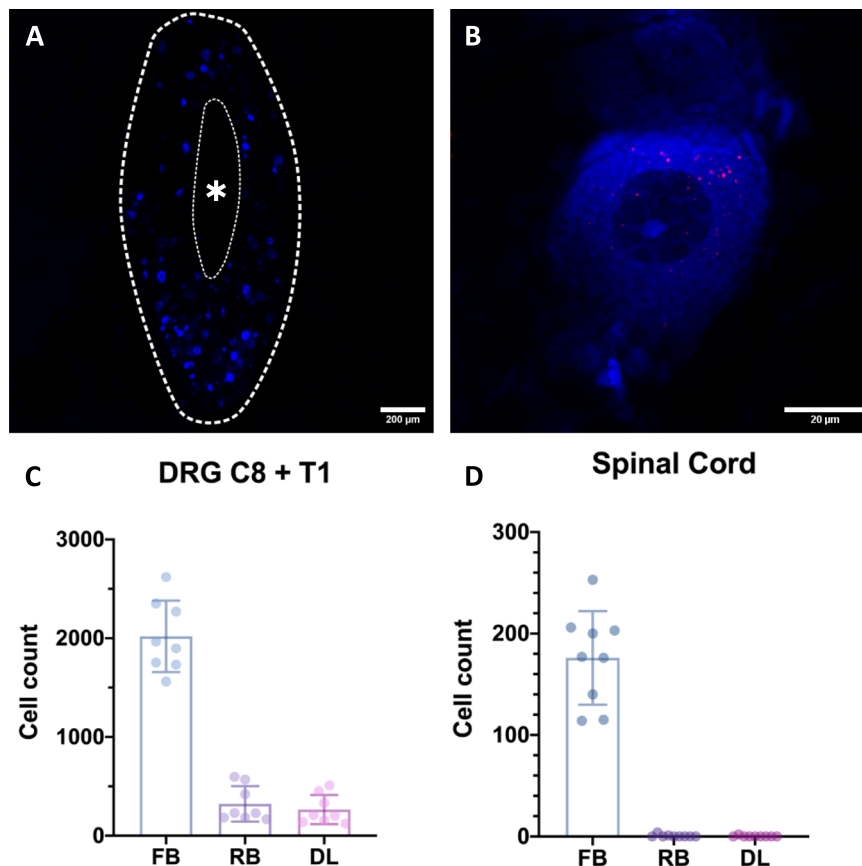 A
B
*
200 µm
20 µm
C
DRG C8 + T1
D
Spinal Cord
3000
2000
1000
0
Cell count
FB
RB
DL
300
200
100
0
Cell count
FB
RB
DL